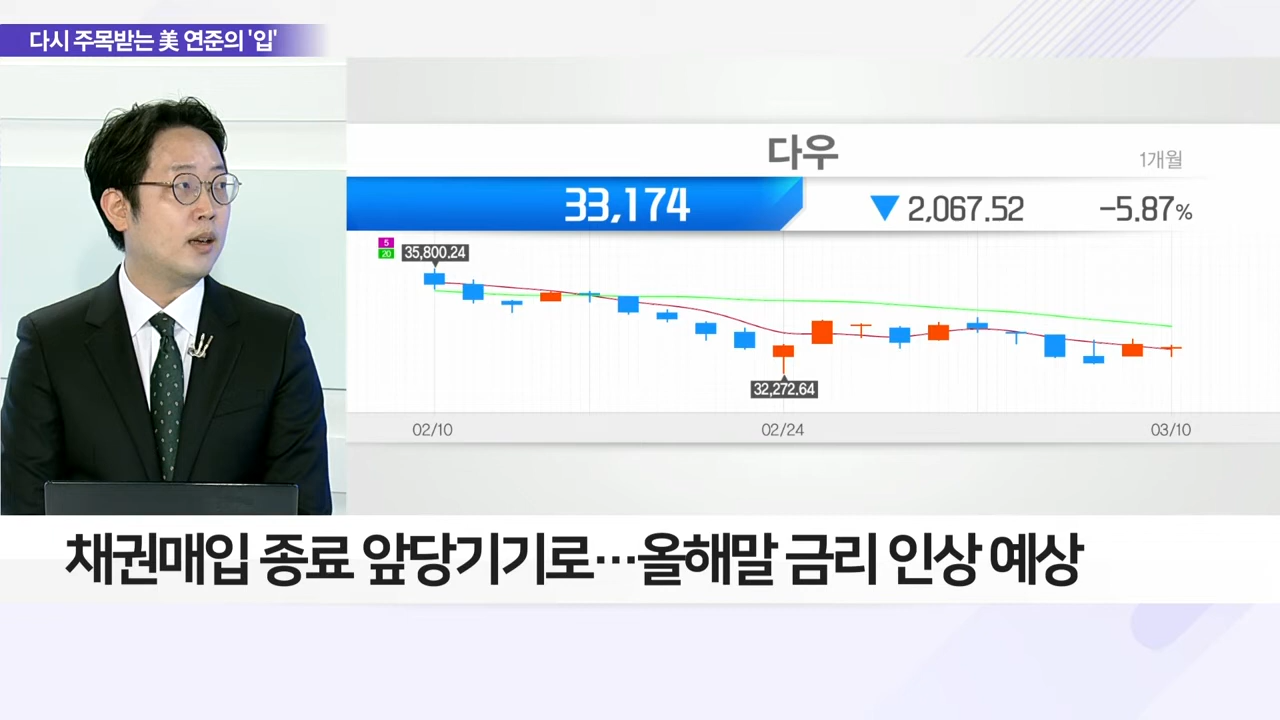 다시 주목받는 美 연준의 '입'
다우
1개월
33,174 ▼ 2,067.52 -5.87%
5
20
35,800.24
32,272.64
02/10 02/24 03/10
채권매입 종료 앞당기기로…올해말 금리 인상 예상